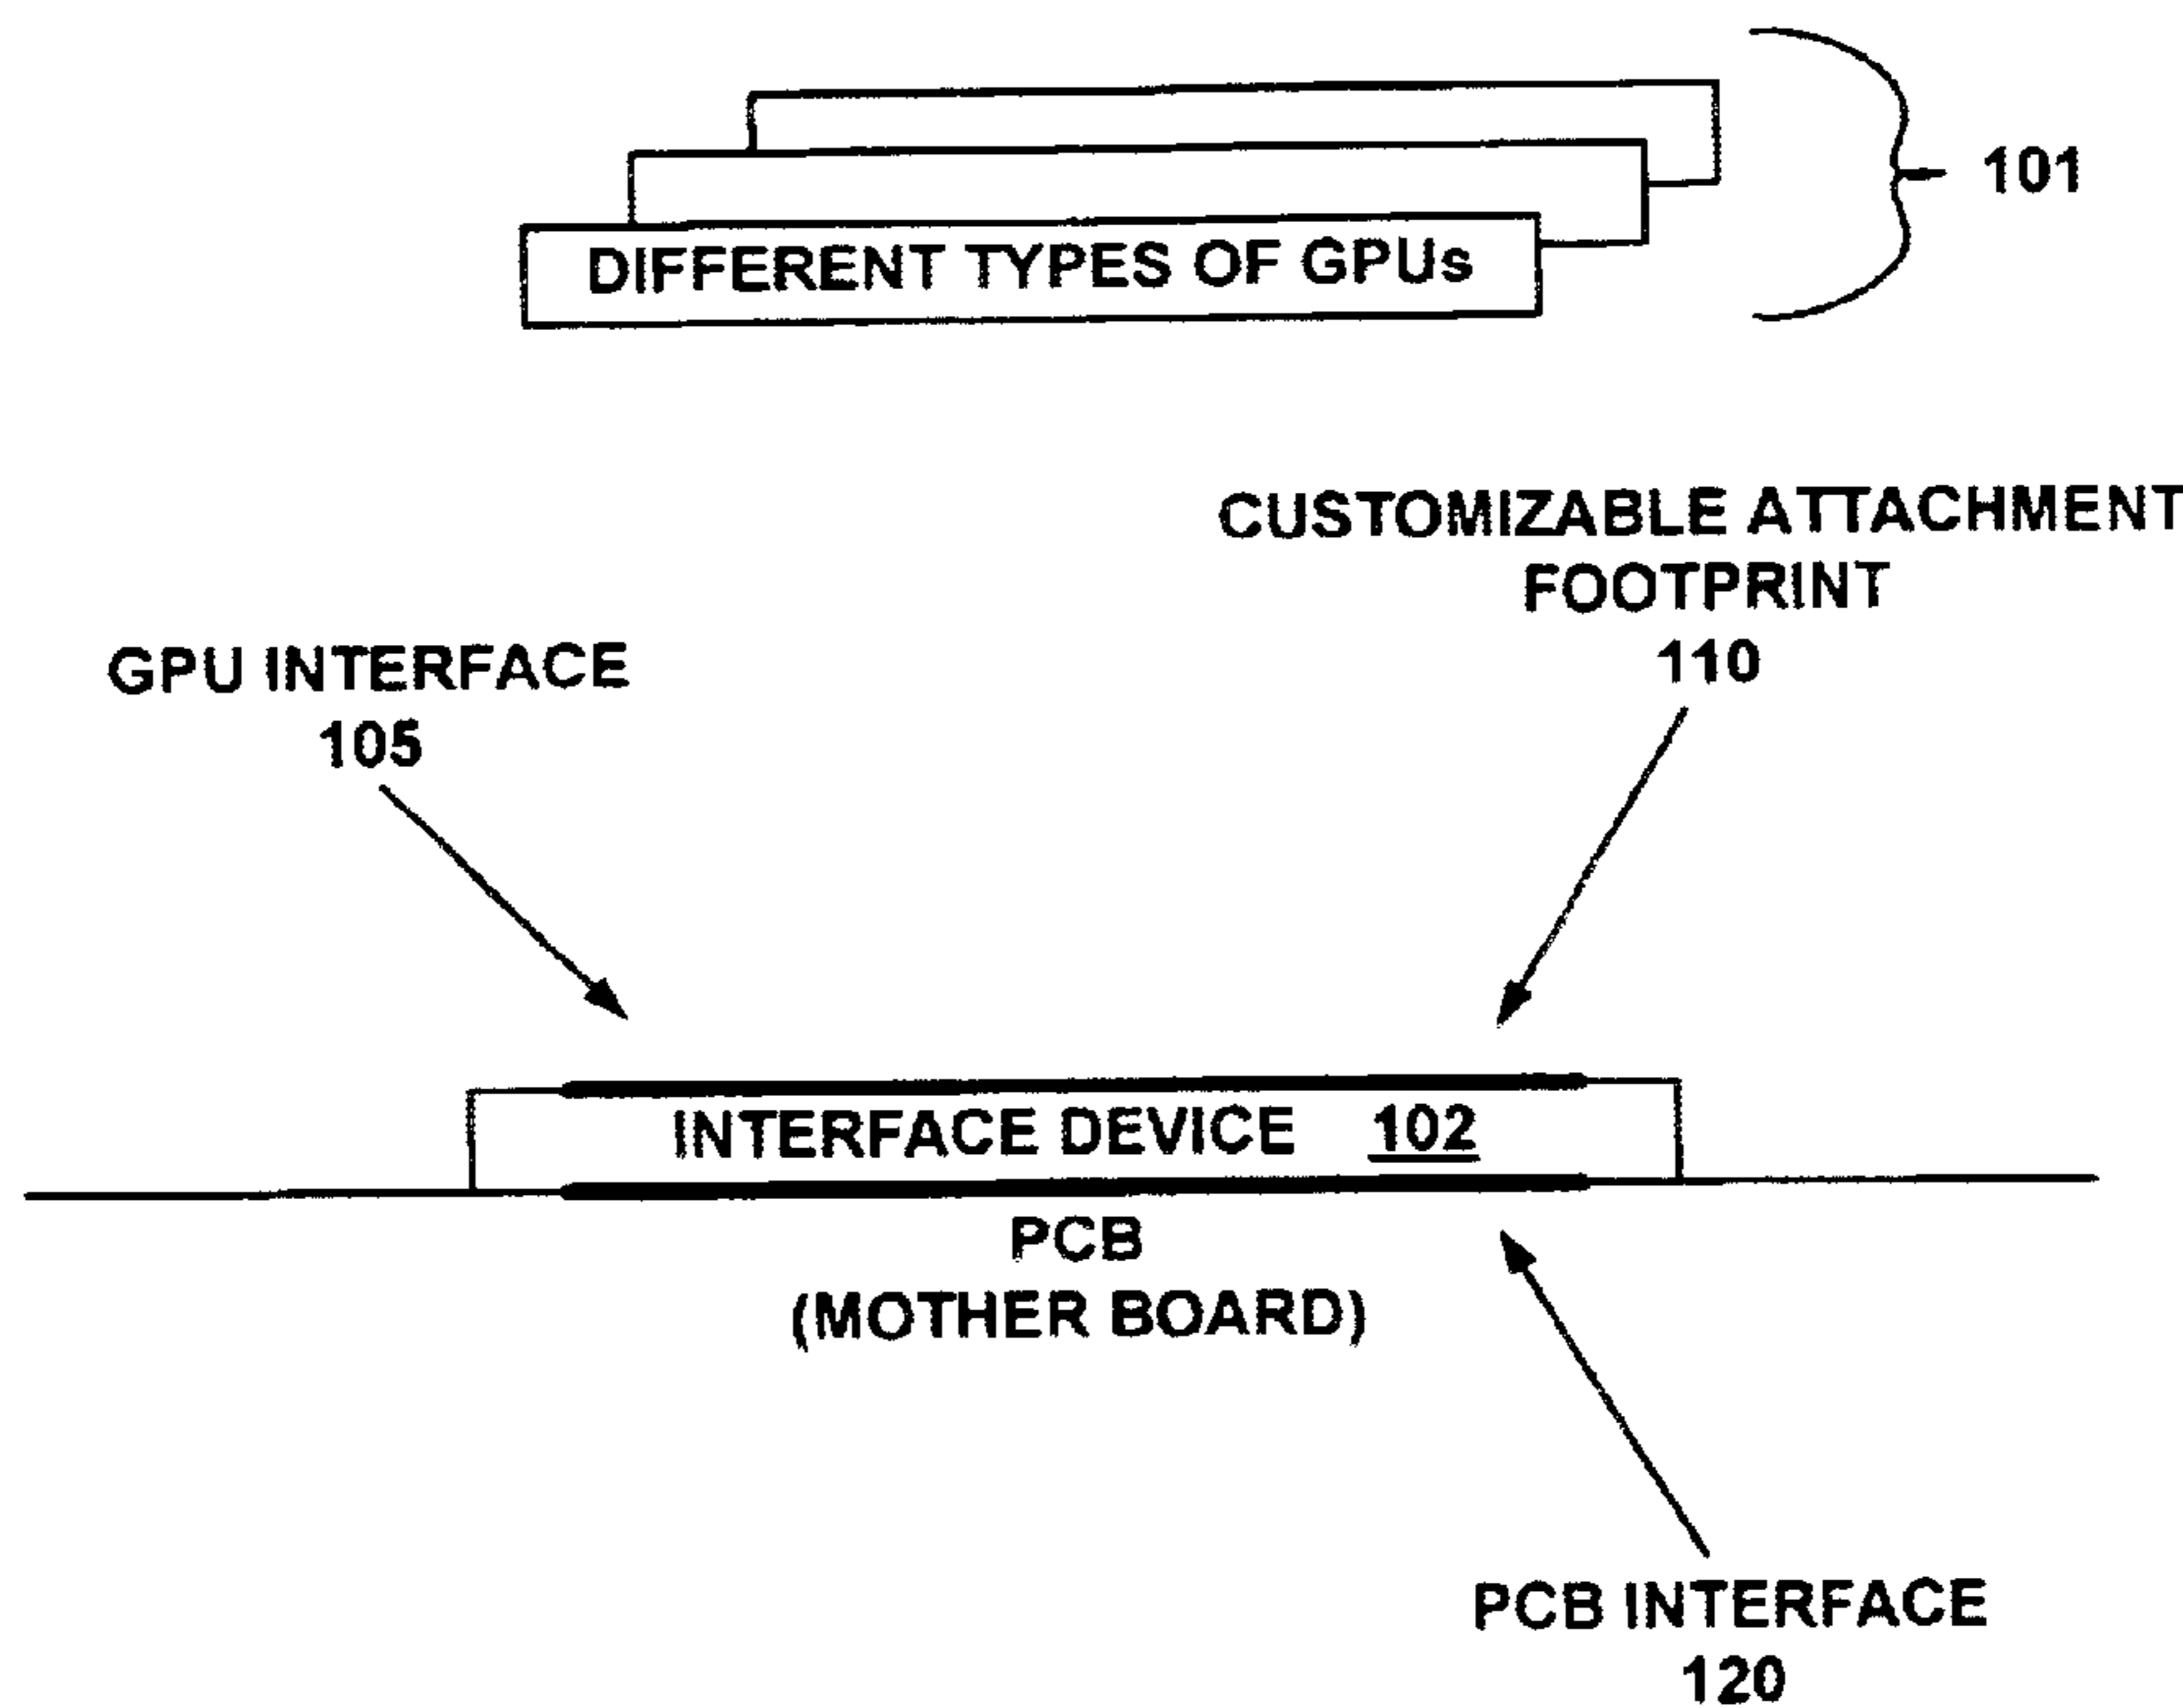 101
DIFFERENT TYPES OF GPUs
CUSTOMIZABLE ATTACHMENT
FOOTPRINT
110
GPU INTERFACE
105
INTERFACE DEVICE 102
PCB
(MOTHER BOARD)
PCB INTERFACE
120